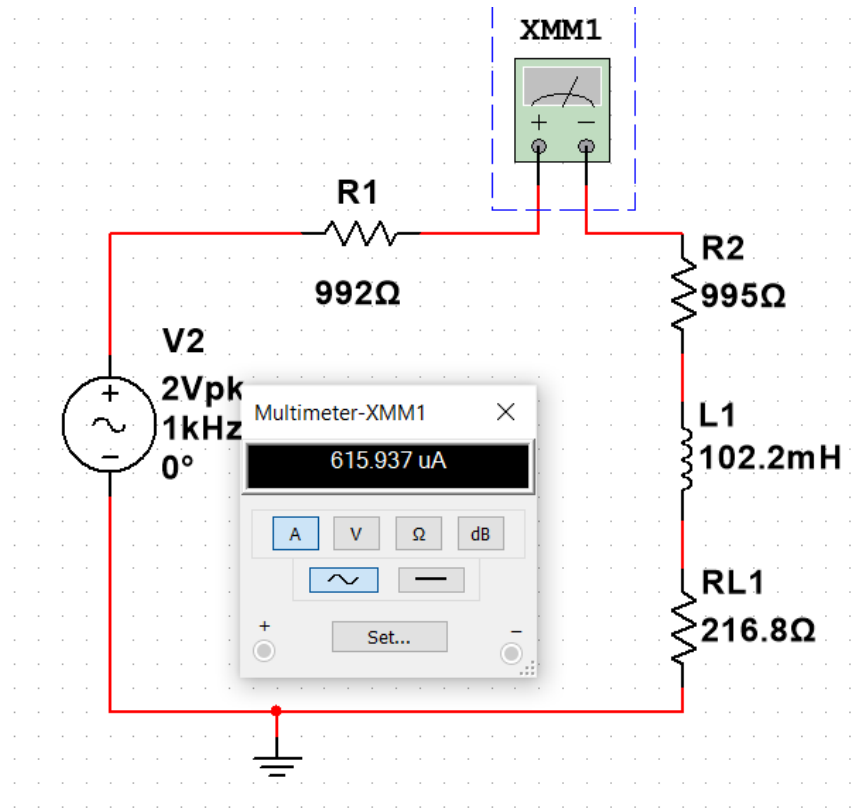 XMM1
+ −
R1
992Ω
R2
995Ω
V2
2Vpk
1kHz
0°
+
−
Multimeter-XMM1
615.937 uA
A V Ω dB
+ Set... −
L1
102.2mH
RL1
216.8Ω